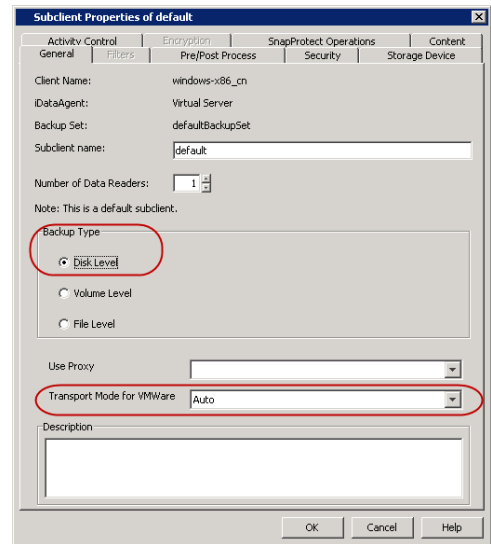 Subclient Properties of default
Activity Control Encryption SnapProtect Operations Content
General Filters Pre/Post Process Security Storage Device
Client Name: windows-x86_cn
iDataAgent: Virtual Server
Backup Set: defaultBackupSet
Subclient name: default
Number of Data Readers: 1
Note: This is a default subclient.
Backup Type
Disk Level
Volume Level
File Level
Use Proxy
Transport Mode for VMWare Auto
Description
OK Cancel Help